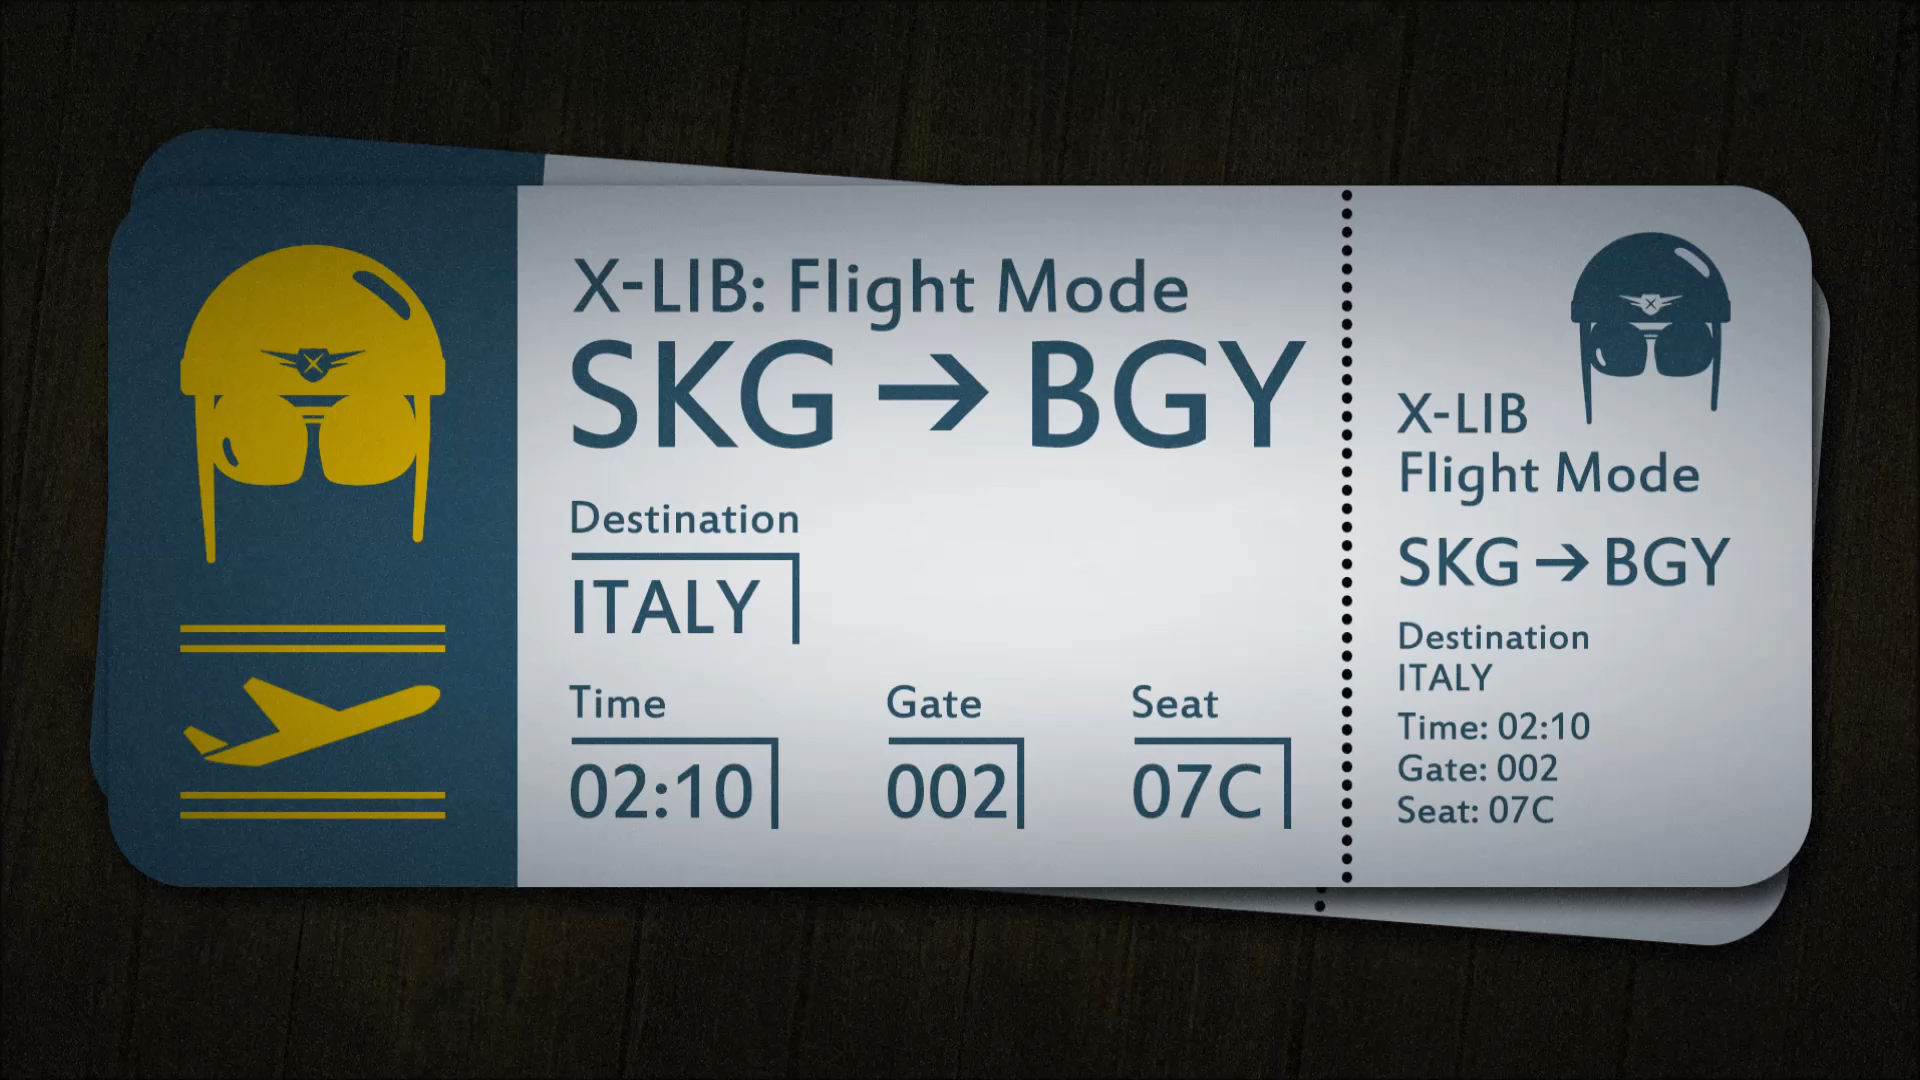 X-LIB: Flight Mode
SKG → BGY
Destination
ITALY
Time Gate Seat
02:10 002 07C
X-LIB
Flight Mode
SKG → BGY
Destination
ITALY
Time: 02:10
Gate: 002
Seat: 07C